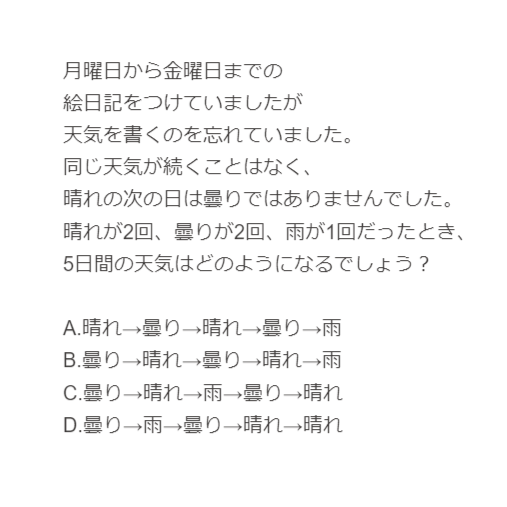 月曜日から金曜日までの
絵日記をつけていましたが
天気を書くのを忘れていました。
同じ天気が続くことはなく、
晴れの次の日は曇りではありませんでした。
晴れが2回、曇りが2回、雨が1回だったとき、
5日間の天気はどのようになるでしょう？
A.晴れ→曇り→晴れ→曇り→雨
B.曇り→晴れ→曇り→晴れ→雨
C.曇り→晴れ→雨→曇り→晴れ
D.曇り→雨→曇り→晴れ→晴れ